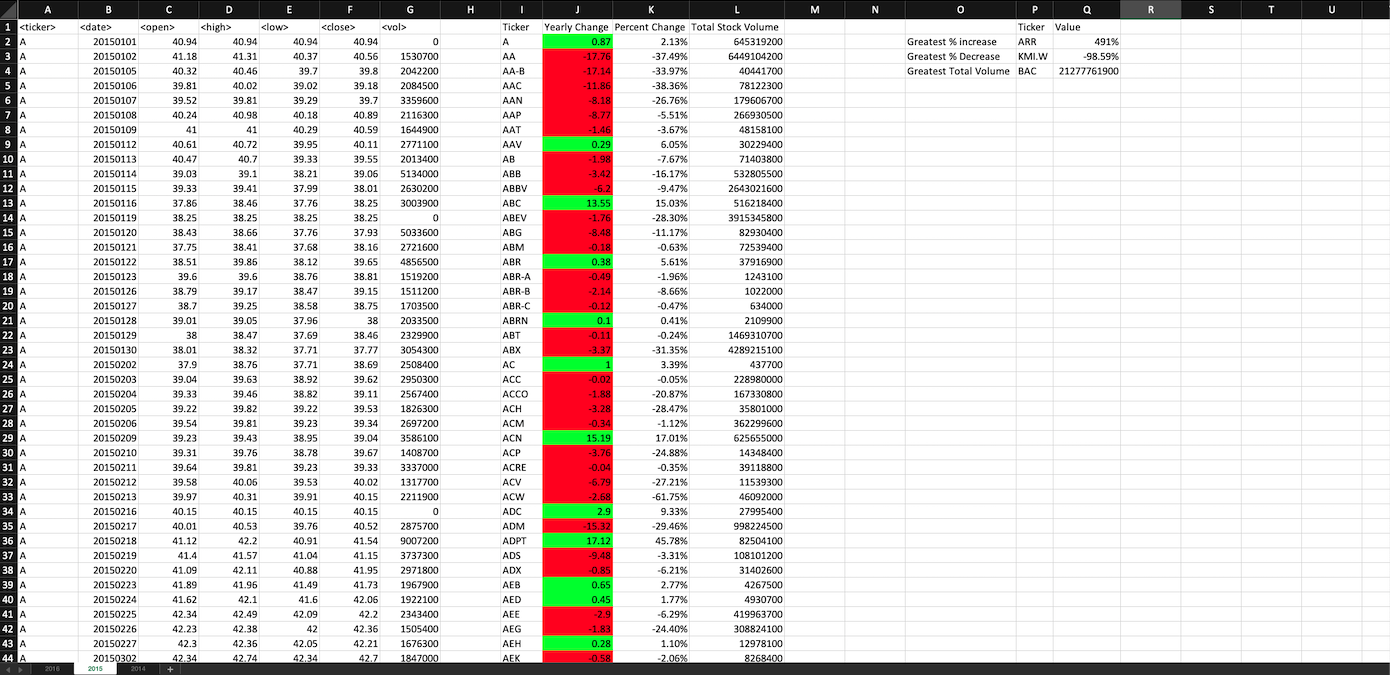 A B C D E F G H I J K L M N O P Q R S T U
1 <ticker> <date> <open> <high> <low> <close> <vol> Ticker Yearly Change Percent Change Total Stock Volume Ticker Value
2 A 20150101 40.94 40.94 40.94 40.94 0 A 0.87 2.13% 645319200 Greatest % increase ARR 491%
3 A 20150102 41.18 41.31 40.37 40.56 1530700 AA -17.76 -37.49% 6449104200 Greatest % Decrease KMI.W -98.59%
4 A 20150105 40.32 40.46 39.7 39.8 2042200 AA-B -17.14 -33.97% 40441700 Greatest Total Volume BAC 21277761900
5 A 20150106 39.81 40.02 39.02 39.18 2084500 AAC -11.86 -38.36% 78122300
6 A 20150107 39.52 39.81 39.29 39.7 3359600 AAN -8.18 -26.76% 179606700
7 A 20150108 40.24 40.98 40.18 40.89 2116300 AAP -8.77 -5.51% 266930500
8 A 20150109 41 41 40.29 40.59 1644900 AAT -1.46 -3.67% 48158100
9 A 20150112 40.61 40.72 39.95 40.11 2771100 AAV 0.29 6.05% 30229400
10 A 20150113 40.47 40.7 39.33 39.55 2013400 AB -1.98 -7.67% 71403800
11 A 20150114 39.03 39.1 38.21 39.06 5134000 ABB -3.42 -16.17% 532805500
12 A 20150115 39.33 39.41 37.99 38.01 2630200 ABBV -6.2 -9.47% 2643021600
13 A 20150116 37.86 38.46 37.76 38.25 3003900 ABC 13.55 15.03% 516218400
14 A 20150119 38.25 38.25 38.25 38.25 0 ABEV -1.76 -28.30% 3915345800
15 A 20150120 38.43 38.66 37.76 37.93 5033600 ABG -8.48 -11.17% 82930400
16 A 20150121 37.75 38.41 37.68 38.16 2721600 ABM -0.18 -0.63% 72539400
17 A 20150122 38.51 39.86 38.12 39.65 4856500 ABR 0.38 5.61% 37916900
18 A 20150123 39.6 39.6 38.76 38.81 1519200 ABR-A -0.49 -1.96% 1243100
19 A 20150126 38.79 39.17 38.47 39.15 1511200 ABR-B -2.14 -8.66% 1022000
20 A 20150127 38.7 39.25 38.58 38.75 1703500 ABR-C -0.12 -0.47% 634000
21 A 20150128 39.01 39.05 37.96 38 2033500 ABRN 0.1 0.41% 2109900
22 A 20150129 38 38.47 37.69 38.46 2329900 ABT -0.11 -0.24% 1469310700
23 A 20150130 38.01 38.32 37.71 37.77 3054300 ABX -3.37 -31.35% 4289215100
24 A 20150202 37.9 38.76 37.71 38.69 2508400 AC 1 3.39% 437700
25 A 20150203 39.04 39.63 38.92 39.62 2950300 ACC -0.02 -0.05% 228980000
26 A 20150204 39.33 39.46 38.82 39.11 2567400 ACCO -1.88 -20.87% 167330800
27 A 20150205 39.22 39.82 39.22 39.53 1826300 ACH -3.28 -28.47% 35801000
28 A 20150206 39.54 39.81 39.23 39.34 2697200 ACM -0.34 -1.12% 362299600
29 A 20150209 39.23 39.43 38.95 39.04 3586100 ACN 15.19 17.01% 625655000
30 A 20150210 39.31 39.76 38.78 39.67 1408700 ACP -3.76 -24.88% 14348400
31 A 20150211 39.64 39.81 39.23 39.33 3337000 ACRE -0.04 -0.35% 39118800
32 A 20150212 39.58 40.06 39.53 40.02 1317700 ACV -6.79 -27.21% 11539300
33 A 20150213 39.97 40.31 39.91 40.15 2211900 ACW -2.68 -61.75% 46092000
34 A 20150216 40.15 40.15 40.15 40.15 0 ADC 2.9 9.33% 27995400
35 A 20150217 40.01 40.53 39.76 40.52 2875700 ADM -15.32 -29.46% 998224500
36 A 20150218 41.12 42.2 40.91 41.54 9007200 ADPT 17.12 45.78% 82504100
37 A 20150219 41.4 41.57 41.04 41.15 3737300 ADS -9.48 -3.31% 108101200
38 A 20150220 41.09 42.11 40.88 41.95 2971800 ADX -0.85 -6.21% 31402600
39 A 20150223 41.89 41.96 41.49 41.73 1967900 AEB 0.65 2.77% 4267500
40 A 20150224 41.62 42.1 41.6 42.06 1922100 AED 0.45 1.77% 4930700
41 A 20150225 42.34 42.49 42.09 42.2 2343400 AEE -2.9 -6.29% 419963700
42 A 20150226 42.23 42.38 42 42.36 1505400 AEG -1.83 -24.40% 308824100
43 A 20150227 42.3 42.36 42.05 42.21 1676300 AEH 0.28 1.10% 12978100
44 A 20150302 42.34 42.74 42.34 42.7 1847000 AEK -0.58 -2.06% 8268400
2016 2015 2014 +